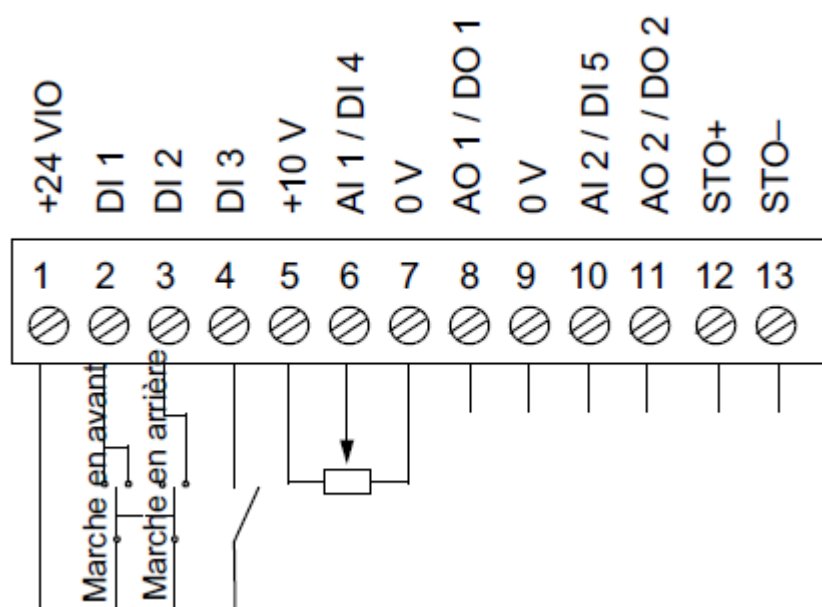 +24 VIO
DI 1
DI 2
DI 3
+10 V
AI 1 / DI 4
0 V
AO 1 / DO 1
0 V
AI 2 / DI 5
AO 2 / DO 2
STO+
STO–
1 2 3 4 5 6 7 8 9 10 11 12 13
Marche en avant
Marche en arrière